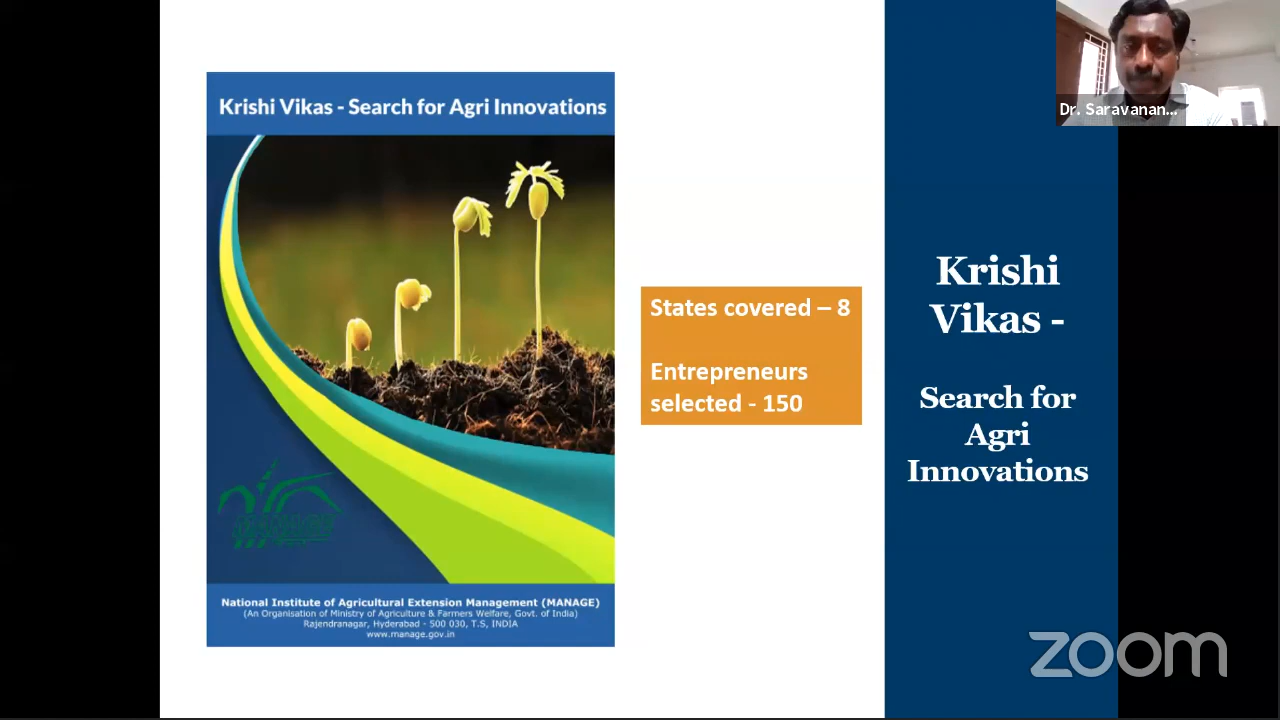 Krishi Vikas - Search for Agri Innovations
National Institute of Agricultural Extension Management (MANAGE)
(An Organisation of Ministry of Agriculture & Farmers Welfare, Govt. of India)
Rajendranagar, Hyderabad - 500 030, T.S, INDIA
www.manage.gov.in
States covered – 8
Entrepreneurs
selected - 150
Dr. Saravanan...
Krishi
Vikas -
Search for
Agri
Innovations
zoom